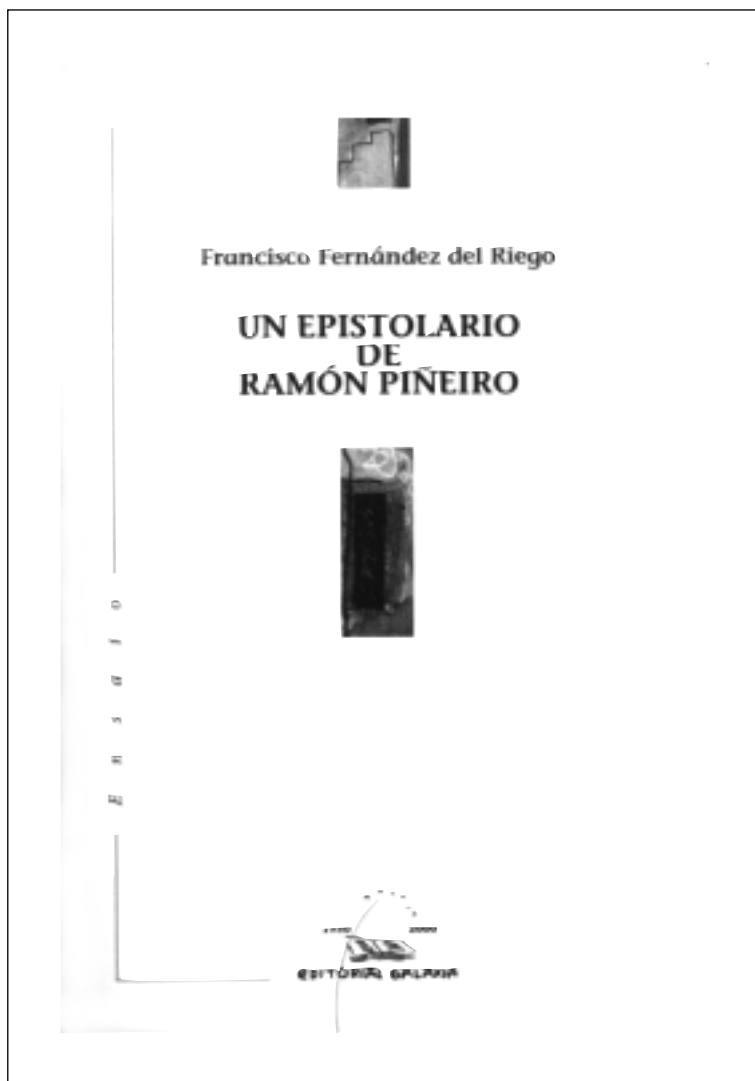 Francisco Fernández del Riego
UN EPISTOLARIO
DE
RAMÓN PIÑEIRO
Ensaio
EDITORIAL GALAXIA